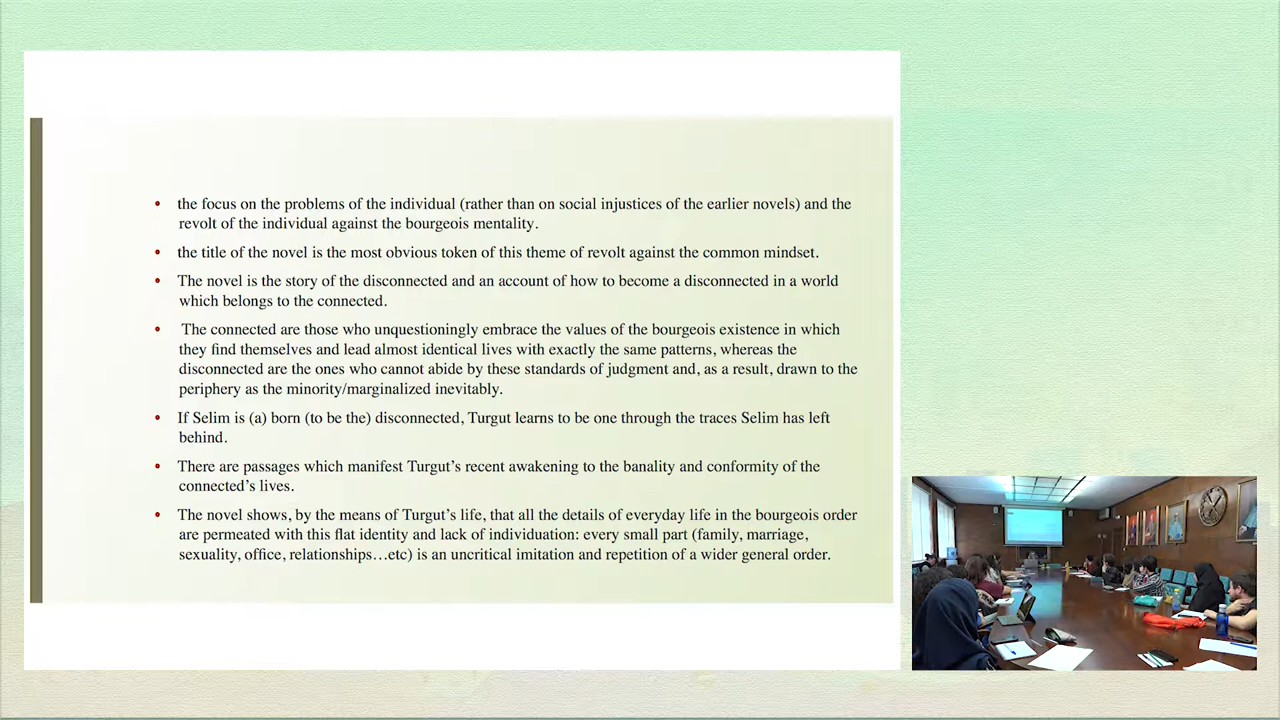 • the focus on the problems of the individual (rather than on social injustices of the earlier novels) and the
revolt of the individual against the bourgeois mentality.
• the title of the novel is the most obvious token of this theme of revolt against the common mindset.
• The novel is the story of the disconnected and an account of how to become a disconnected in a world
which belongs to the connected.
• The connected are those who unquestioningly embrace the values of the bourgeois existence in which
they find themselves and lead almost identical lives with exactly the same patterns, whereas the
disconnected are the ones who cannot abide by these standards of judgment and, as a result, drawn to the
periphery as the minority/marginalized inevitably.
• If Selim is (a) born (to be the) disconnected, Turgut learns to be one through the traces Selim has left
behind.
• There are passages which manifest Turgut’s recent awakening to the banality and conformity of the
connected’s lives.
• The novel shows, by the means of Turgut’s life, that all the details of everyday life in the bourgeois order
are permeated with this flat identity and lack of individuation: every small part (family, marriage,
sexuality, office, relationships…etc) is an uncritical imitation and repetition of a wider general order.